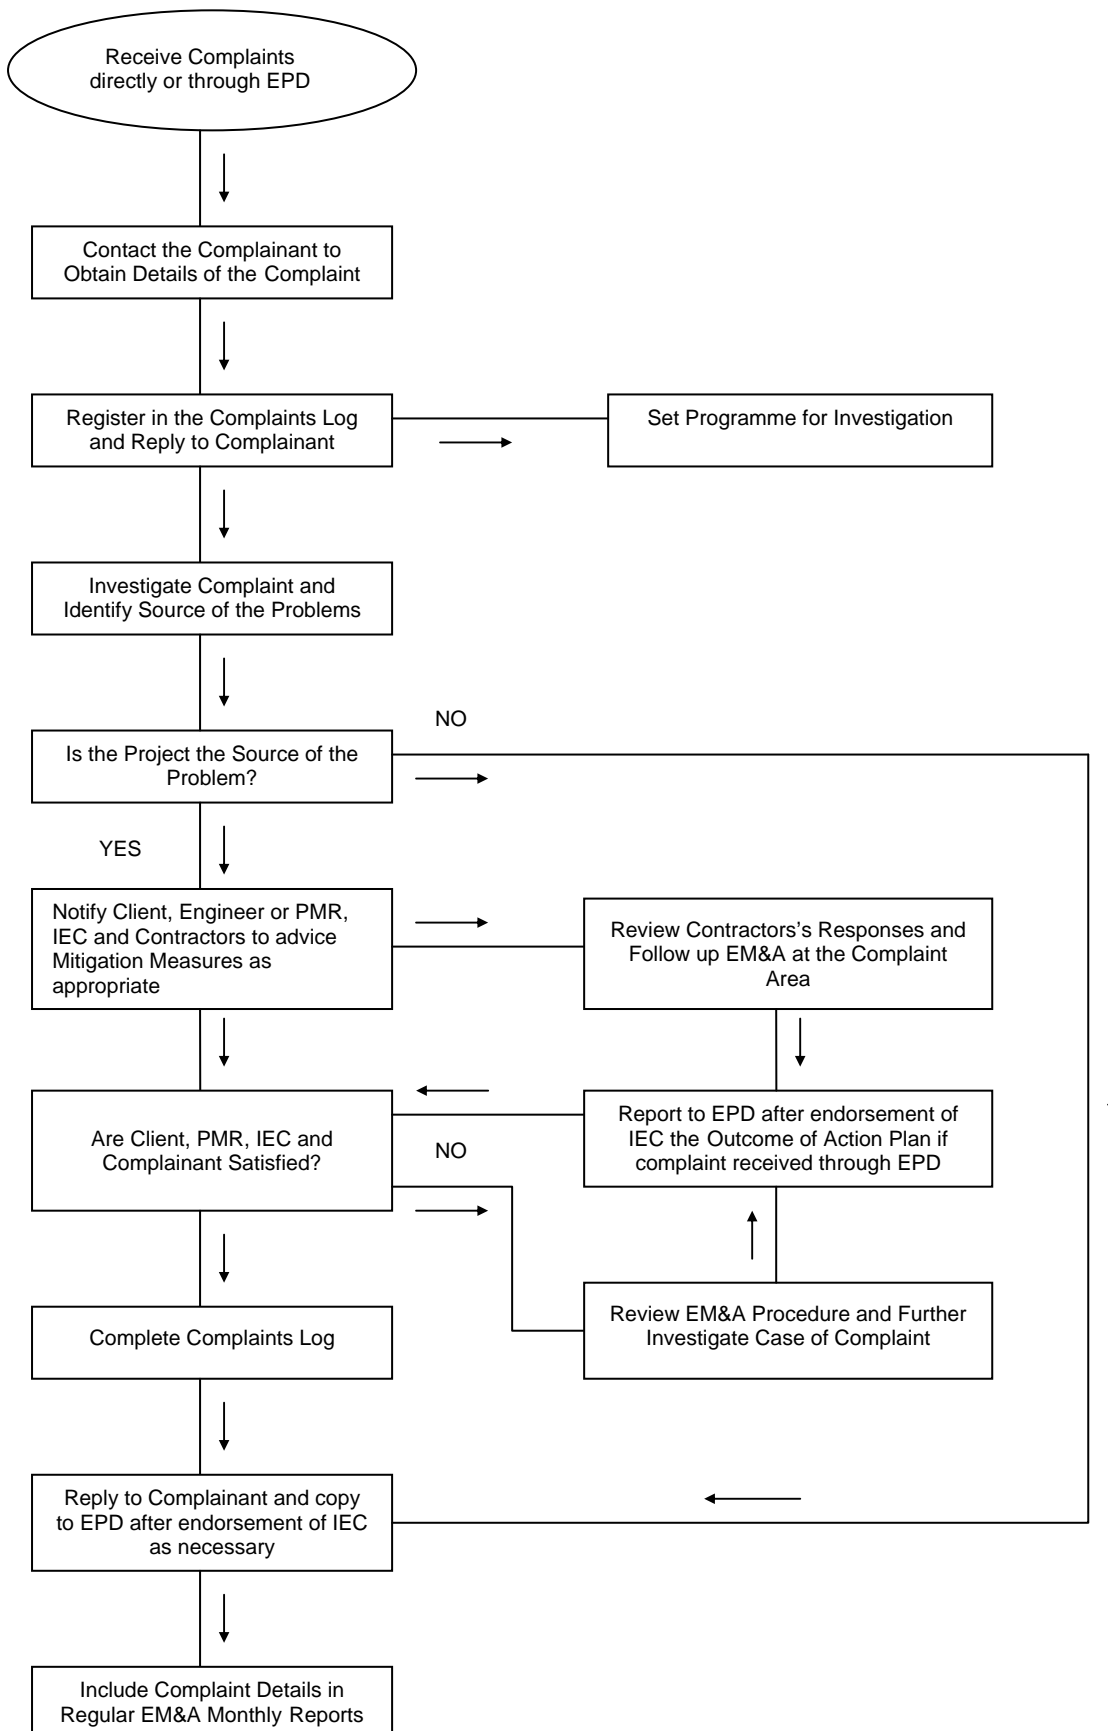 Receive Complaints
directly or through EPD
Contact the Complainant to
Obtain Details of the Complaint
Register in the Complaints Log
and Reply to Complainant
Set Programme for Investigation
Investigate Complaint and
Identify Source of the Problems
NO
Is the Project the Source of the
Problem?
YES
Notify Client, Engineer or PMR,
IEC and Contractors to advice
Mitigation Measures as
appropriate
Review Contractors's Responses and
Follow up EM&A at the Complaint
Area
Are Client, PMR, IEC and
Complainant Satisfied?
NO
Report to EPD after endorsement of
IEC the Outcome of Action Plan if
complaint received through EPD
Complete Complaints Log
Review EM&A Procedure and Further
Investigate Case of Complaint
Reply to Complainant and copy
to EPD after endorsement of IEC
as necessary
Include Complaint Details in
Regular EM&A Monthly Reports